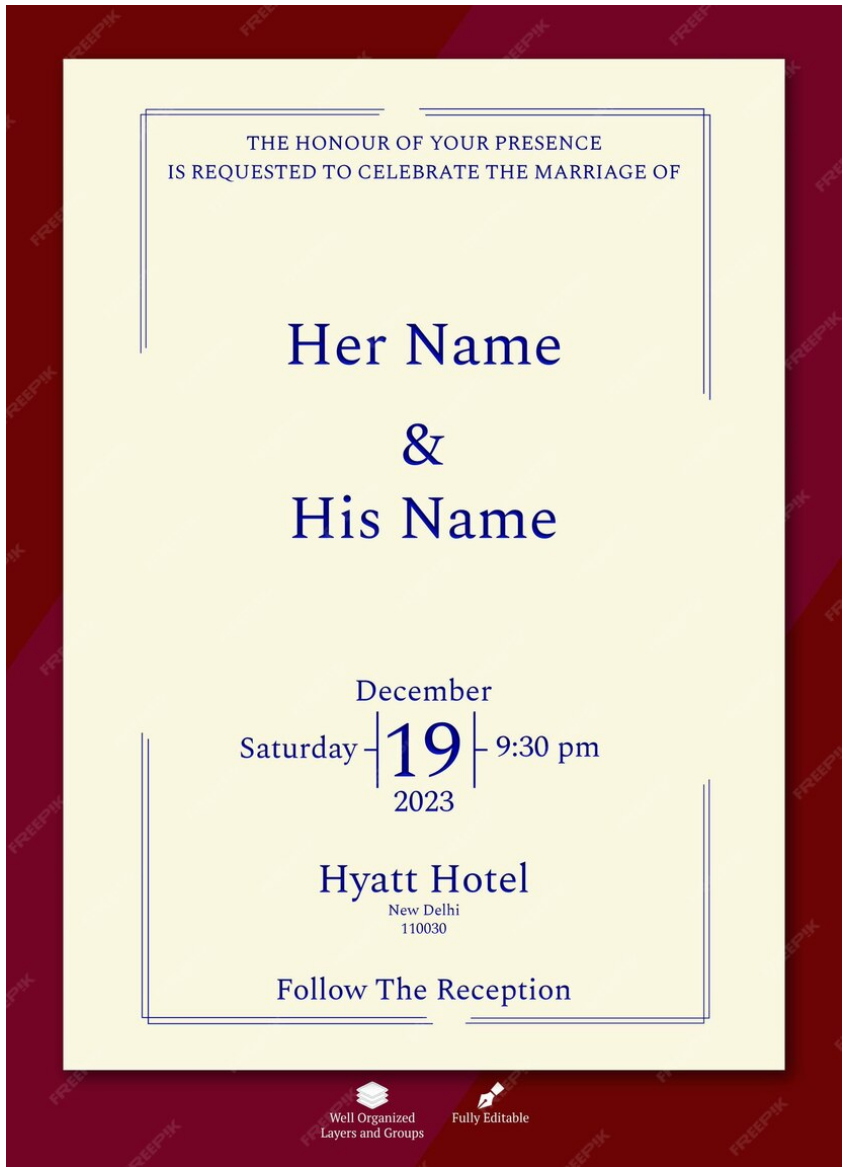 THE HONOUR OF YOUR PRESENCE
IS REQUESTED TO CELEBRATE THE MARRIAGE OF
Her Name
&
His Name
December
Saturday 19 9:30 pm
2023
Hyatt Hotel
New Delhi
110030
Follow The Reception
Well Organized
Layers and Groups
Fully Editable
FREEPIK